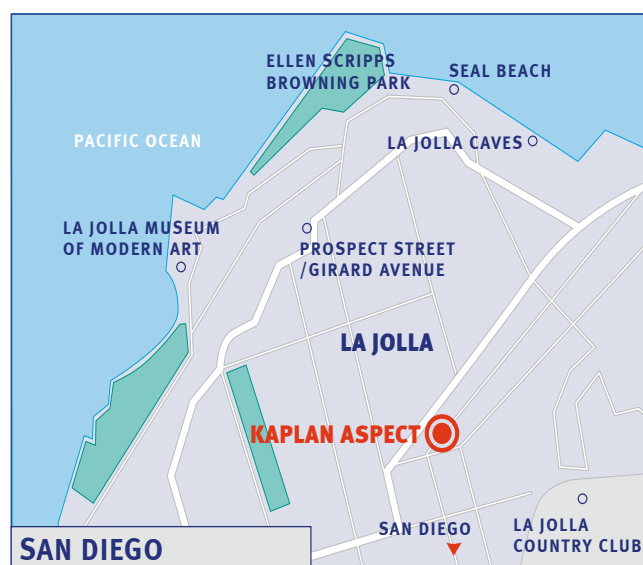 ELLEN SCRIPPS
BROWNING PARK
SEAL BEACH
PACIFIC OCEAN
LA JOLLA CAVES
LA JOLLA MUSEUM
OF MODERN ART
PROSPECT STREET
/GIRARD AVENUE
LA JOLLA
KAPLAN ASPECT
SAN DIEGO
LA JOLLA
COUNTRY CLUB
SAN DIEGO